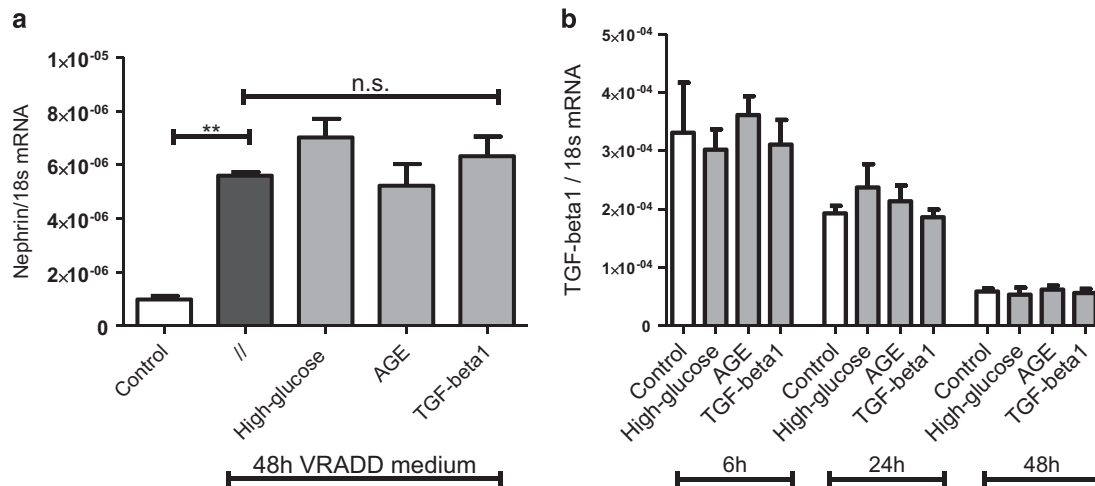 a
Nephrin/18s mRNA
1×10⁻⁰⁵
8×10⁻⁰⁶
6×10⁻⁰⁶
4×10⁻⁰⁶
2×10⁻⁰⁶
0
**
n.s.
Control
//
High-glucose
AGE
TGF-beta1
48h VRADD medium
b
TGF-beta1 / 18s mRNA
5×10⁻⁰⁴
4×10⁻⁰⁴
3×10⁻⁰⁴
2×10⁻⁰⁴
1×10⁻⁰⁴
0
Control
High-glucose
AGE
TGF-beta1
Control
High-glucose
AGE
TGF-beta1
Control
High-glucose
AGE
TGF-beta1
6h
24h
48h